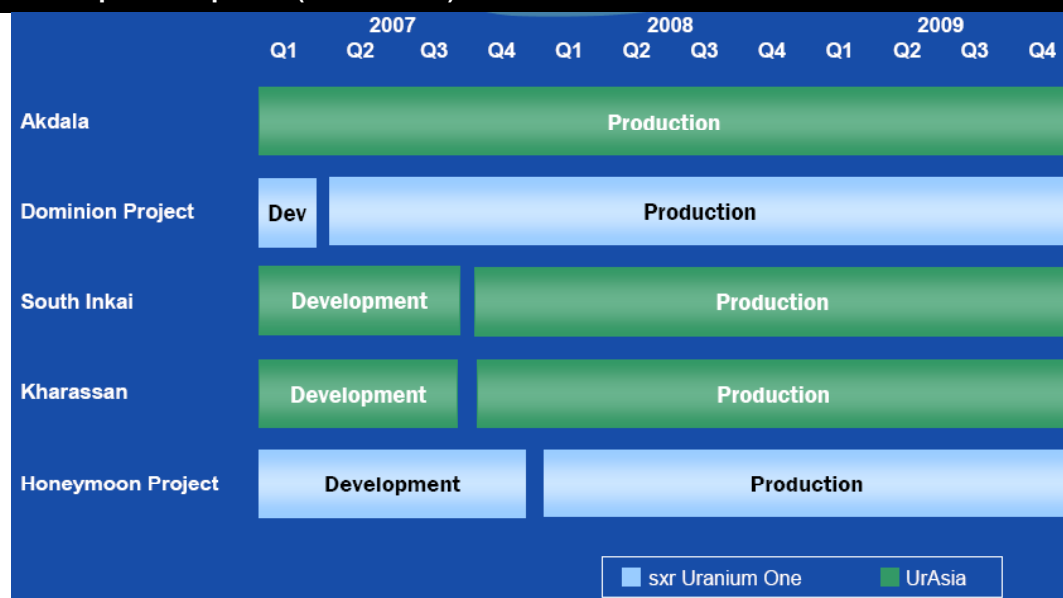 2007 2008 2009
Q1 Q2 Q3 Q4 Q1 Q2 Q3 Q4 Q1 Q2 Q3 Q4
Akdala Production
Dominion Project Dev Production
South Inkai Development Production
Kharassan Development Production
Honeymoon Project Development Production
sxr Uranium One UrAsia